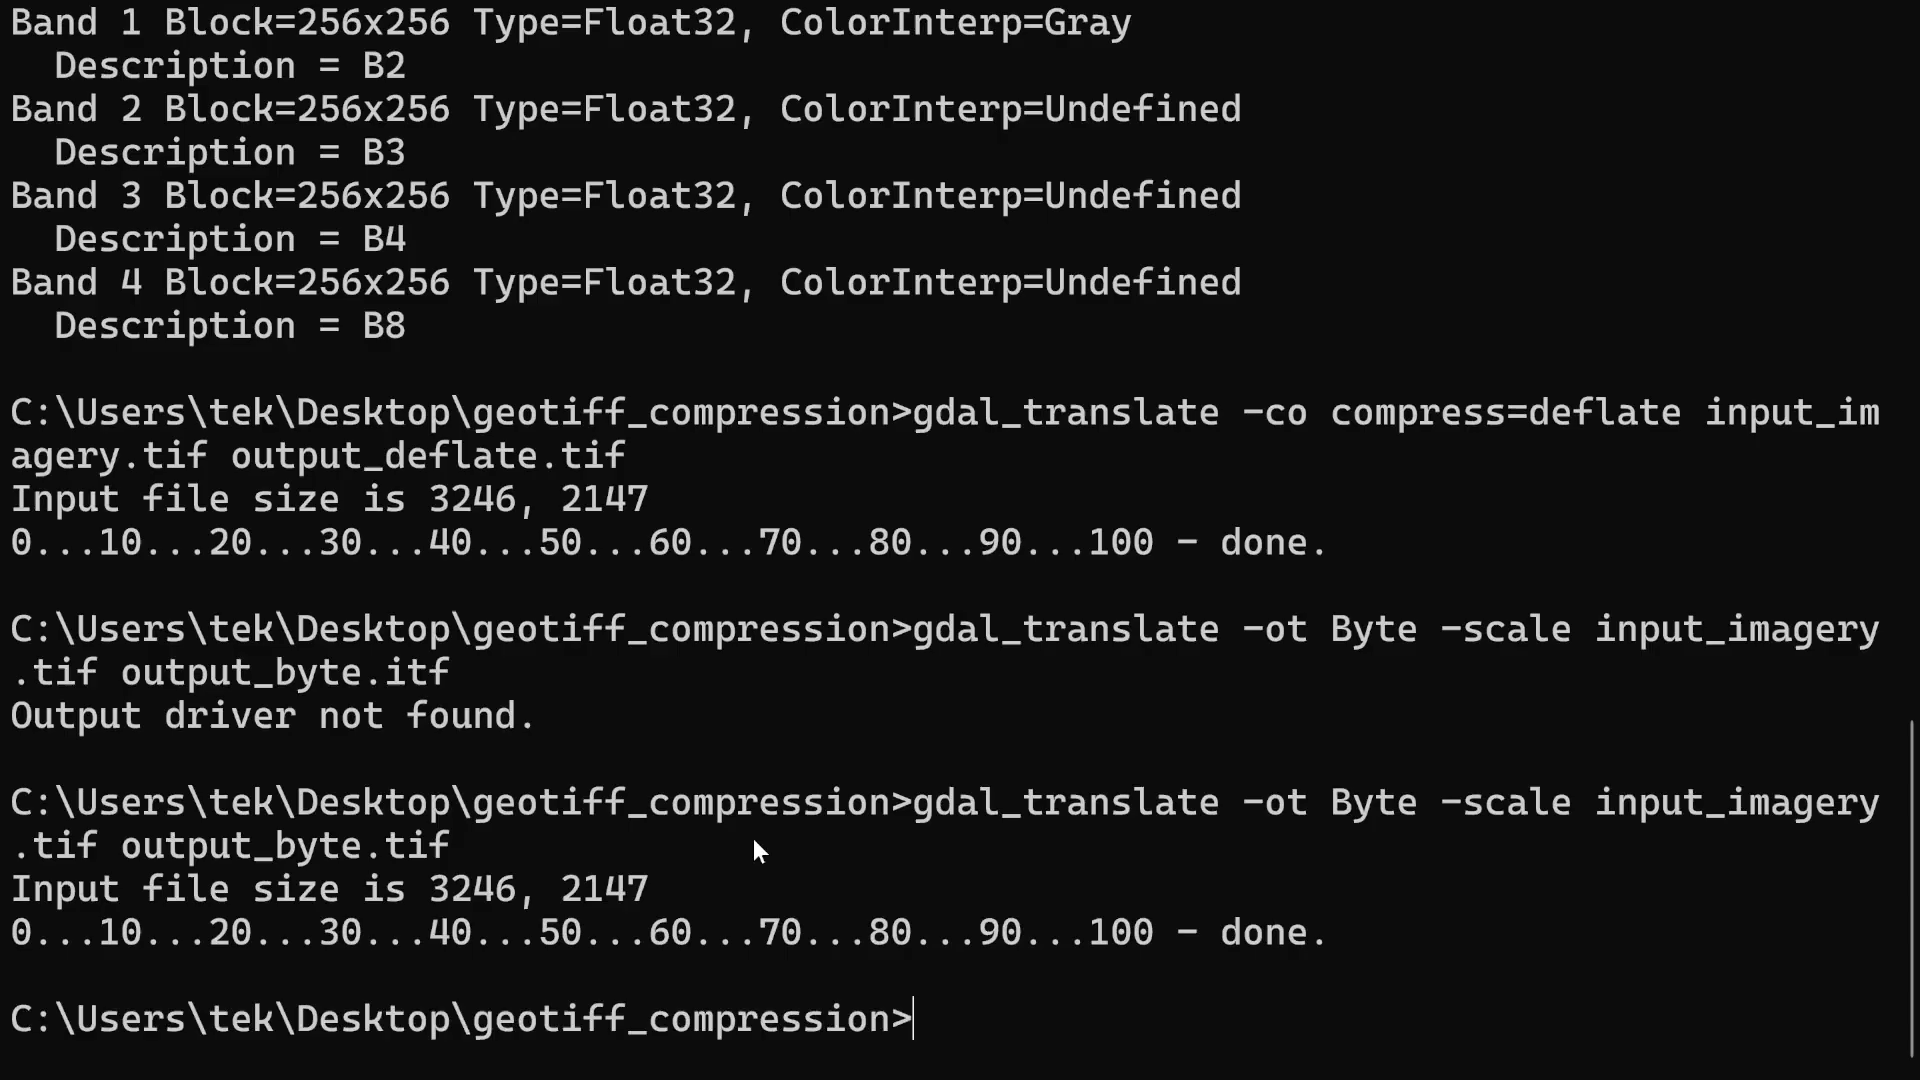 Band 1 Block=256x256 Type=Float32, ColorInterp=Gray
  Description = B2
Band 2 Block=256x256 Type=Float32, ColorInterp=Undefined
  Description = B3
Band 3 Block=256x256 Type=Float32, ColorInterp=Undefined
  Description = B4
Band 4 Block=256x256 Type=Float32, ColorInterp=Undefined
  Description = B8
C:\Users\tek\Desktop\geotiff_compression>gdal_translate -co compress=deflate input_im
agery.tif output_deflate.tif
Input file size is 3246, 2147
0...10...20...30...40...50...60...70...80...90...100 - done.
C:\Users\tek\Desktop\geotiff_compression>gdal_translate -ot Byte -scale input_imagery
.tif output_byte.itf
Output driver not found.
C:\Users\tek\Desktop\geotiff_compression>gdal_translate -ot Byte -scale input_imagery
.tif output_byte.tif
Input file size is 3246, 2147
0...10...20...30...40...50...60...70...80...90...100 - done.
C:\Users\tek\Desktop\geotiff_compression>